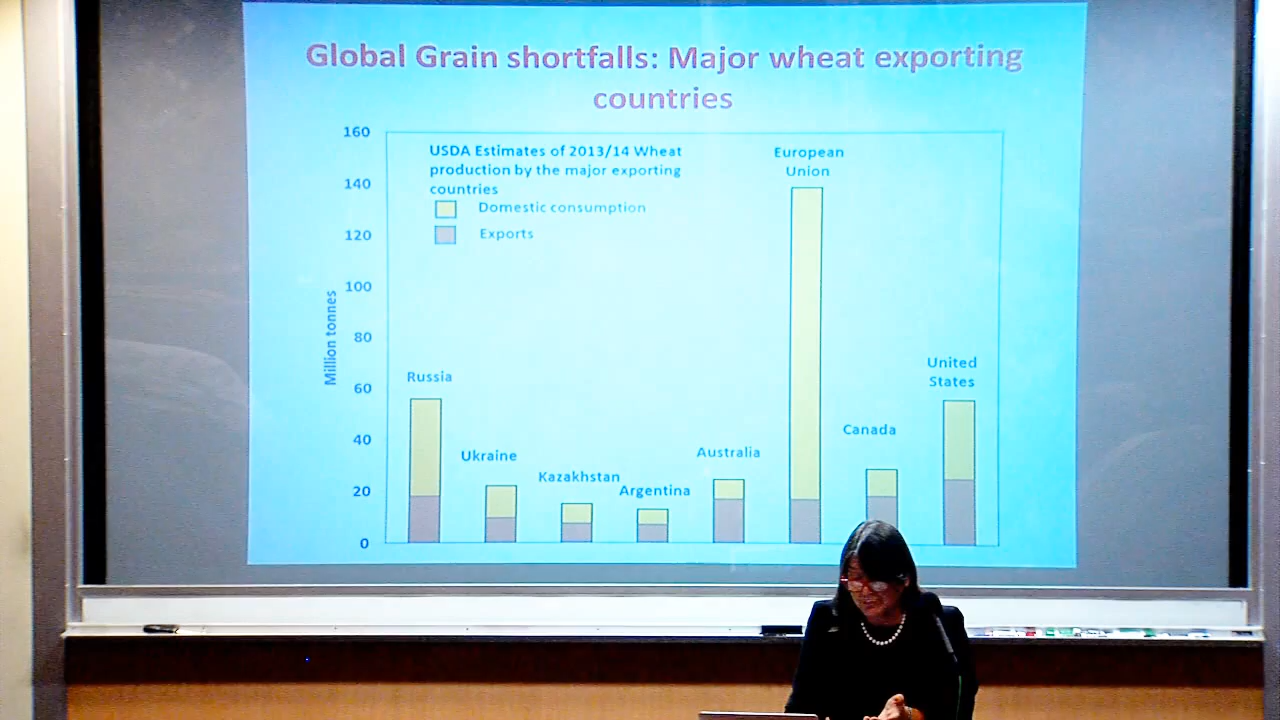 Global Grain shortfalls: Major wheat exporting
countries
160
140
120
100
80
60
40
20
0
Million tonnes
USDA Estimates of 2013/14 Wheat
production by the major exporting
countries
Domestic consumption
Exports
Russia
Ukraine
Kazakhstan
Argentina
Australia
European
Union
Canada
United
States